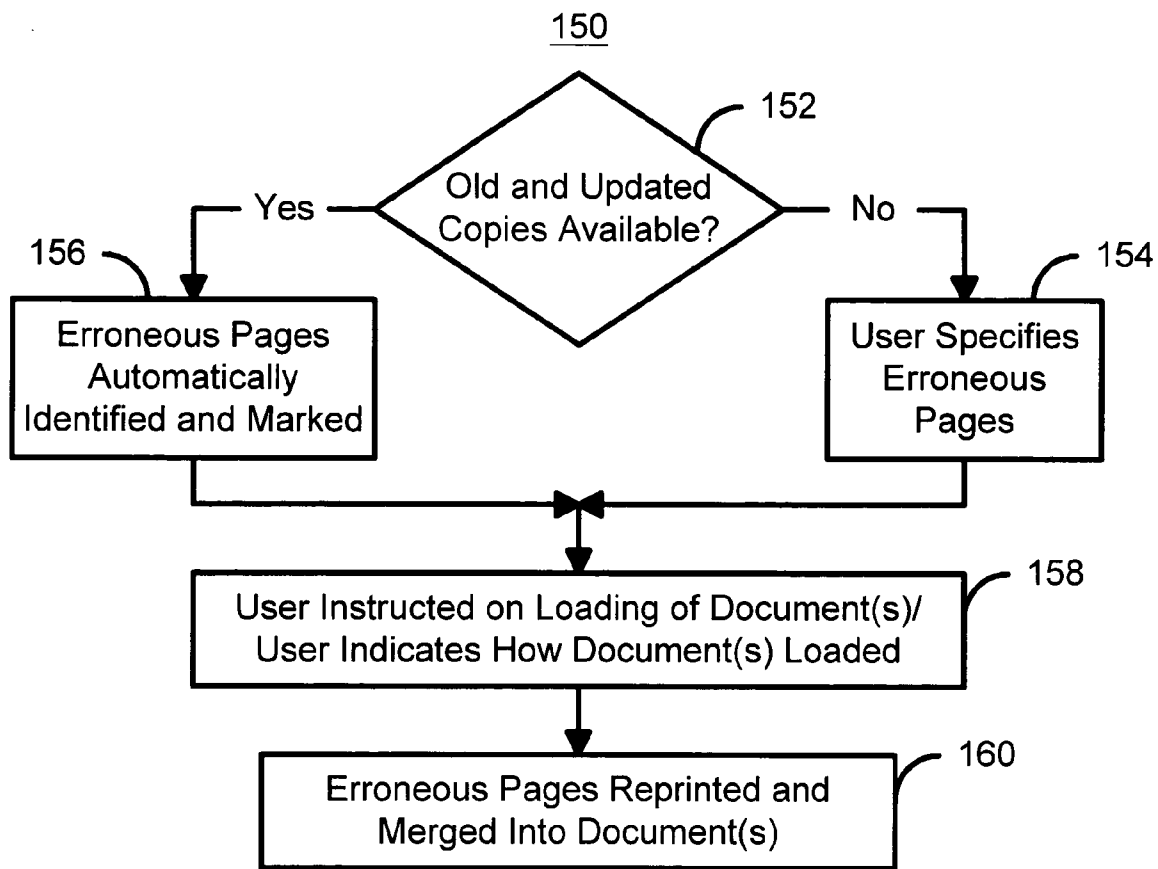 150
152
Old and Updated
Copies Available?
Yes
No
156
154
Erroneous Pages
Automatically
Identified and Marked
User Specifies
Erroneous
Pages
158
User Instructed on Loading of Document(s)/
User Indicates How Document(s) Loaded
160
Erroneous Pages Reprinted and
Merged Into Document(s)